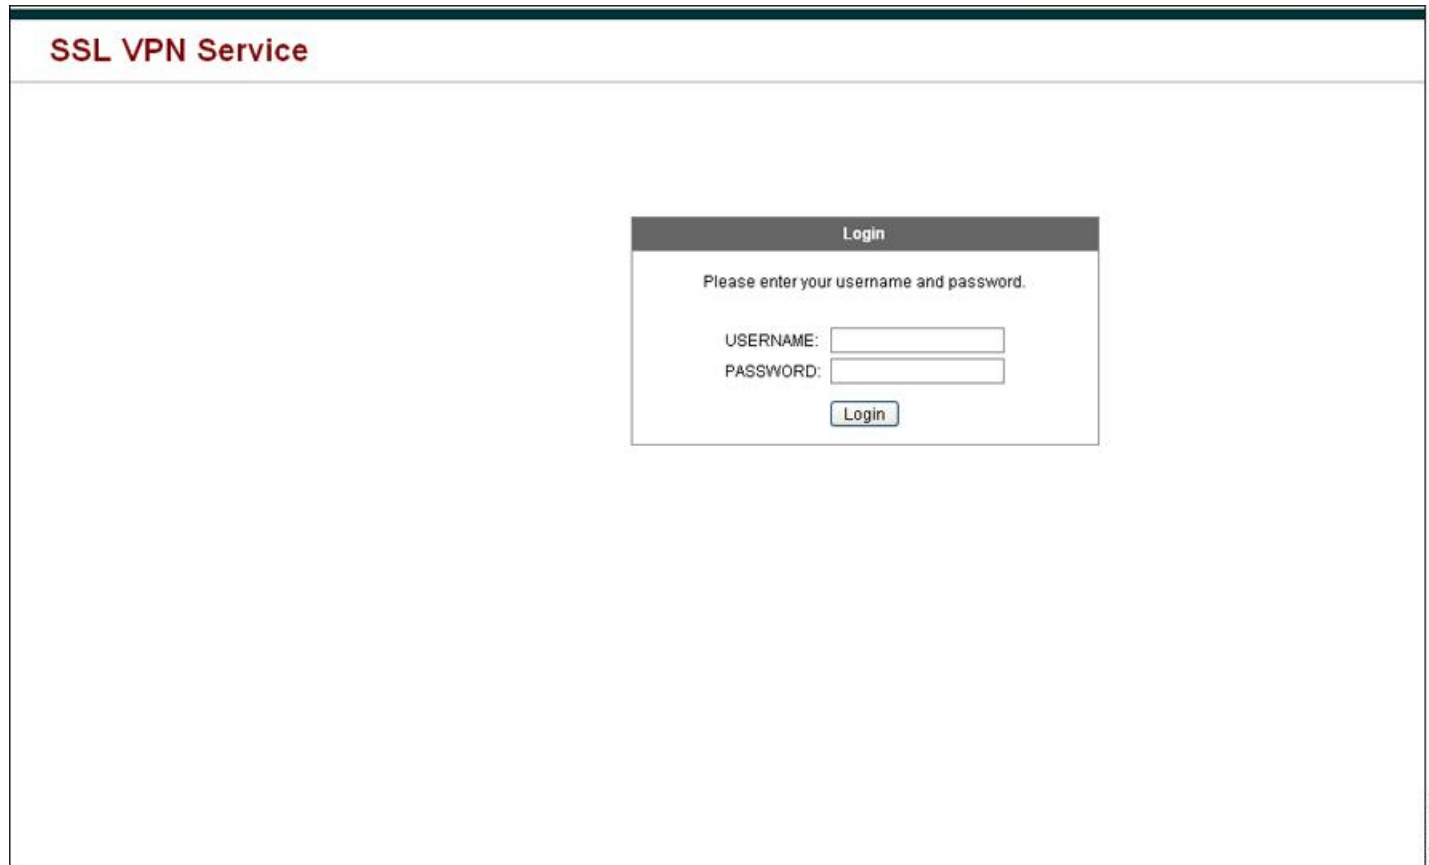 SSL VPN Service
Login
Please enter your username and password.
USERNAME:
PASSWORD:
Login